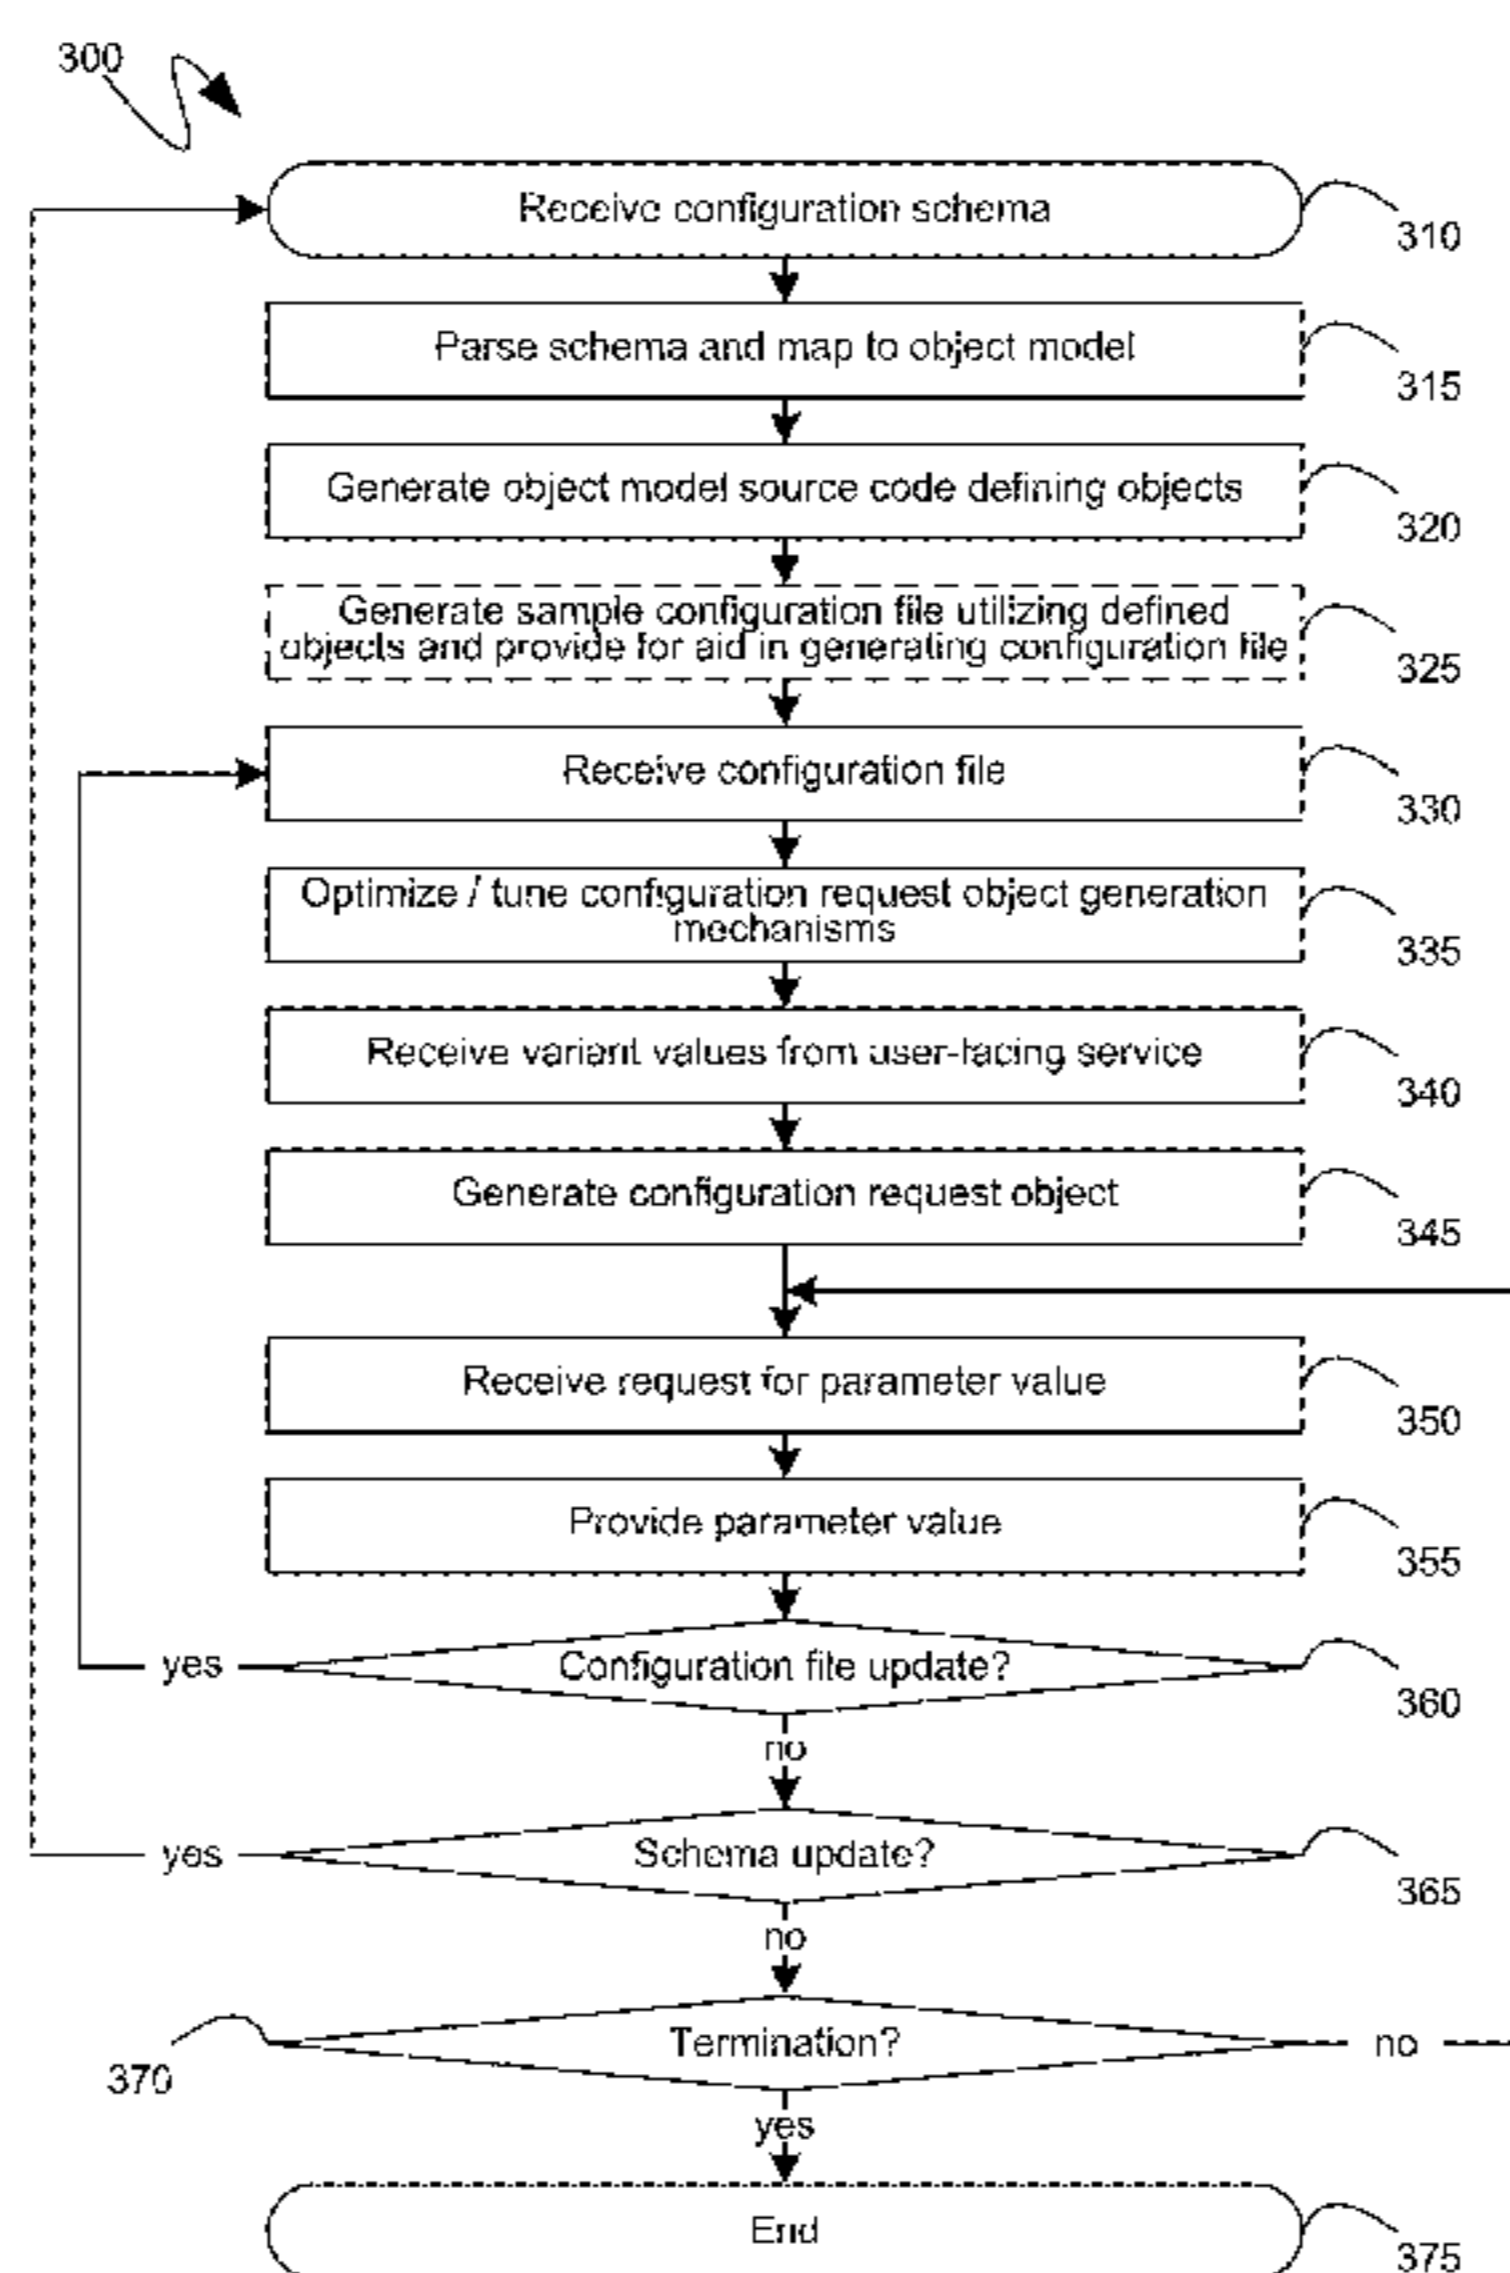 300
Receive configuration schema
310
Parse schema and map to object model
315
Generate object model source code defining objects
320
Generate sample configuration file utilizing defined
objects and provide for aid in generating configuration file
325
Receive configuration file
330
Optimize / tune configuration request object generation
mechanisms
335
Receive variant values from user-facing service
340
Generate configuration request object
345
Receive request for parameter value
350
Provide parameter value
355
yes
Configuration file update?
360
no
yes
Schema update?
365
no
Termination?
no
370
yes
End
375